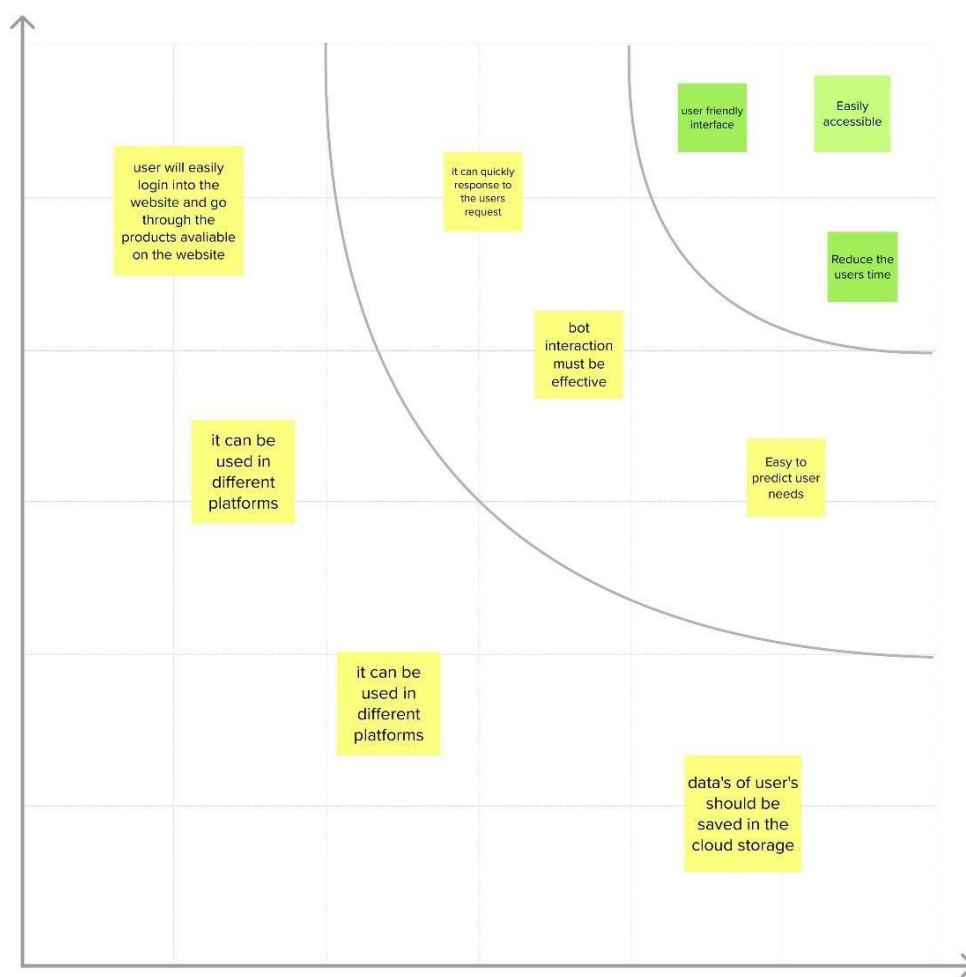 user friendly
interface
Easily
accessible
user will easily
login into the
website and go
through the
products avaliable
on the website
it can quickly
response to
the users
request
Reduce the
users time
bot
interaction
must be
effective
it can be
used in
different
platforms
Easy to
predict user
needs
it can be
used in
different
platforms
data's of user's
should be
saved in the
cloud storage